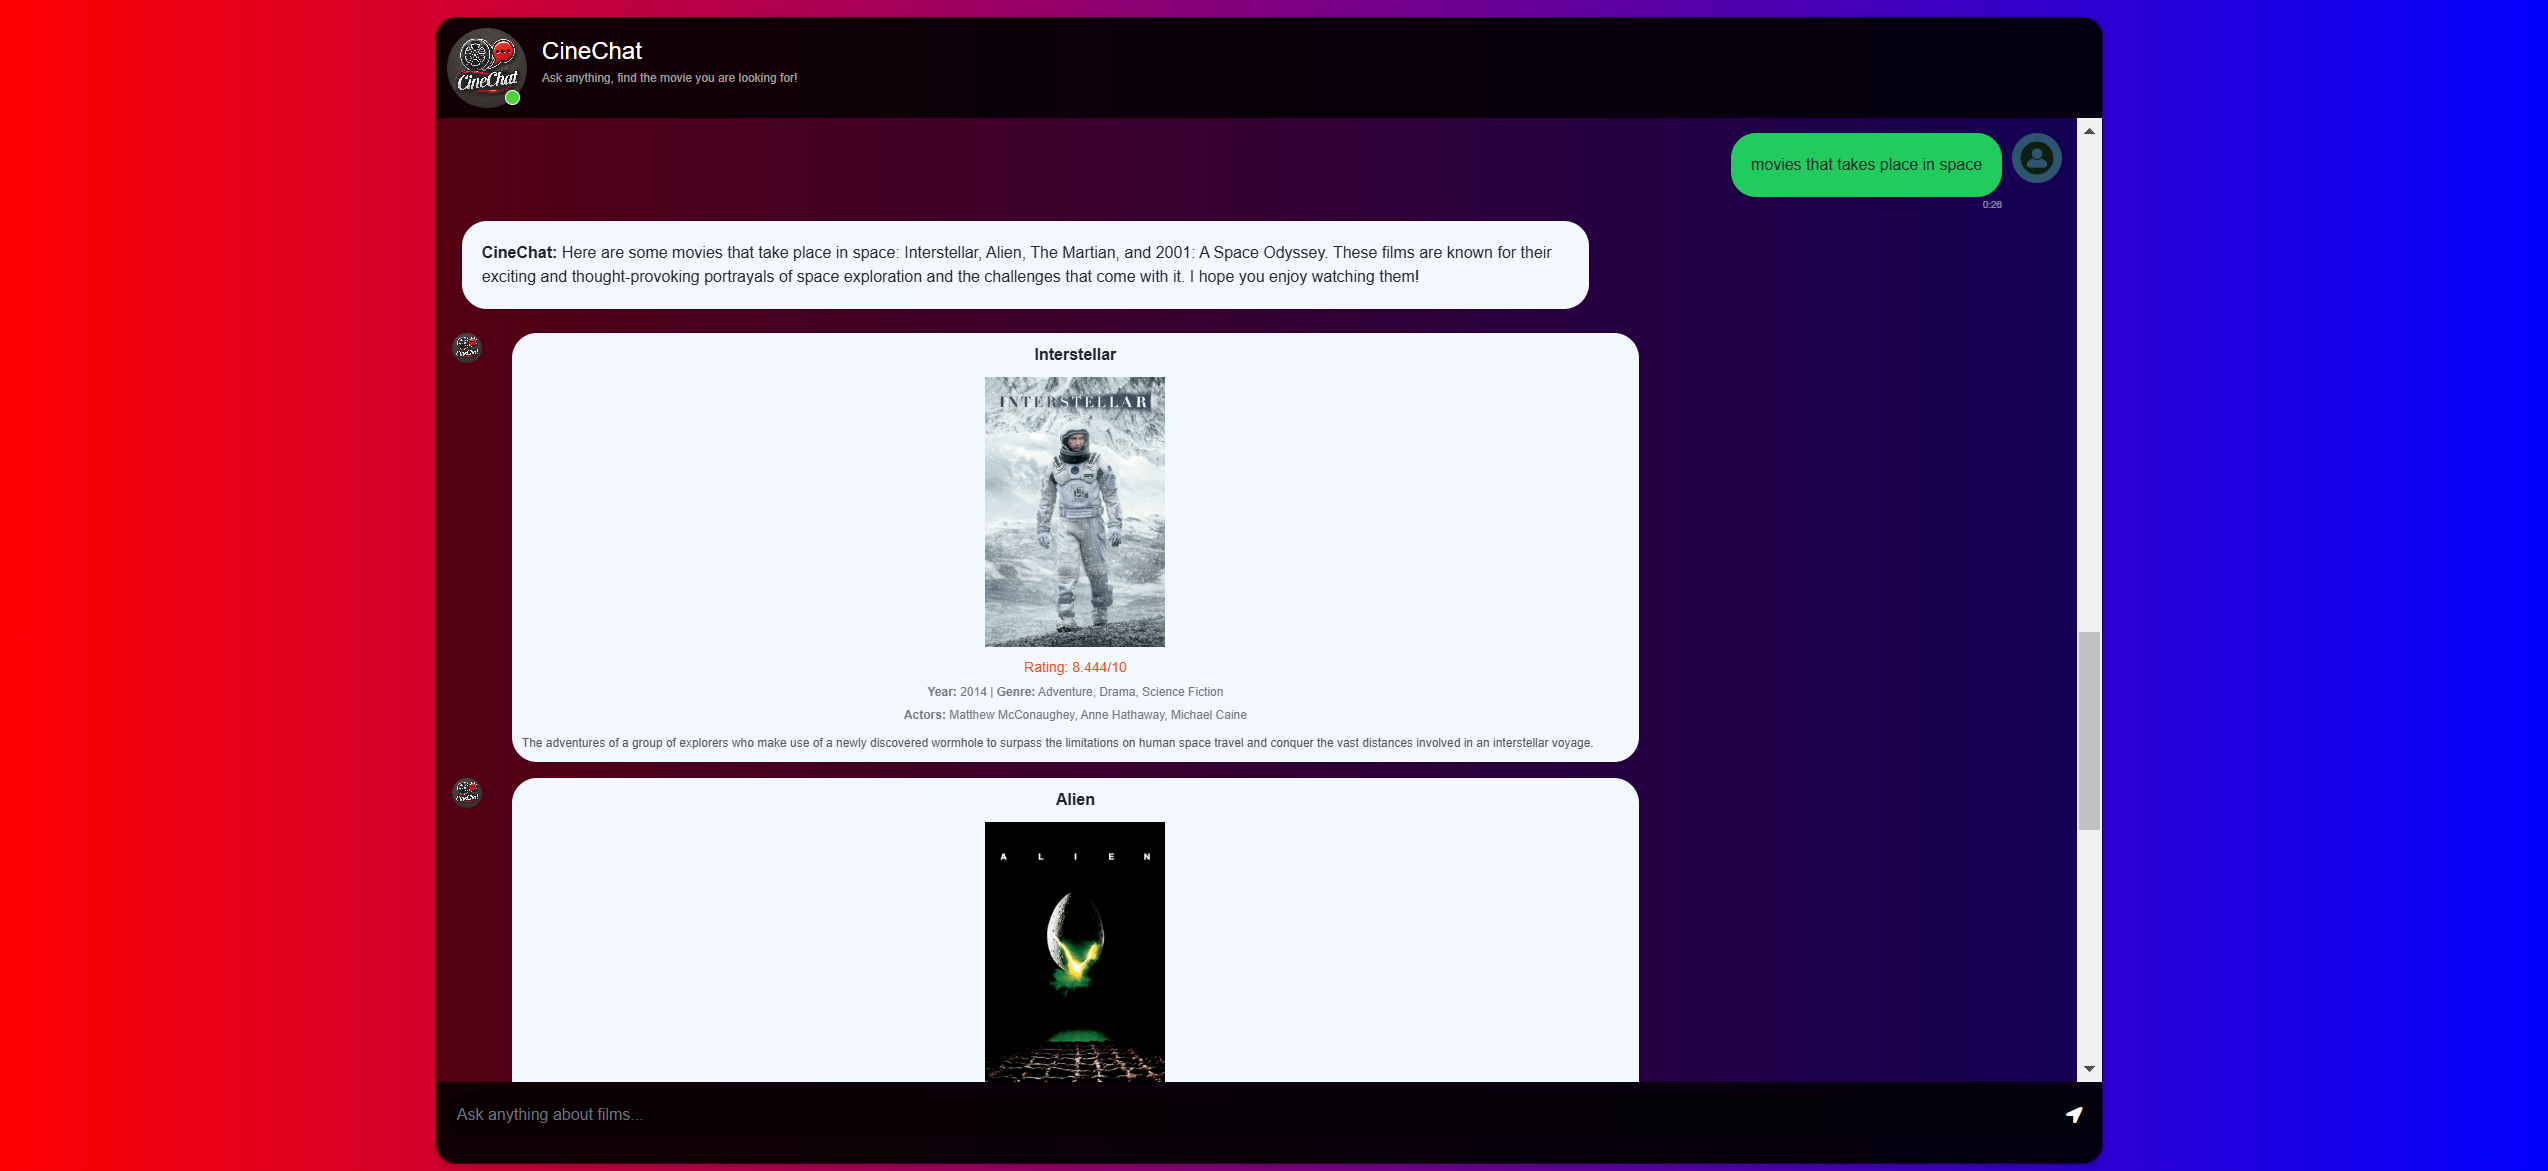 CineChat
CineChat
Ask anything, find the movie you are looking for!
movies that takes place in space
0:26
CineChat: Here are some movies that take place in space: Interstellar, Alien, The Martian, and 2001: A Space Odyssey. These films are known for their
exciting and thought-provoking portrayals of space exploration and the challenges that come with it. I hope you enjoy watching them!
CineChat
Interstellar
INTERSTELLAR
Rating: 8.444/10
Year: 2014 | Genre: Adventure, Drama, Science Fiction
Actors: Matthew McConaughey, Anne Hathaway, Michael Caine
The adventures of a group of explorers who make use of a newly discovered wormhole to surpass the limitations on human space travel and conquer the vast distances involved in an interstellar voyage.
CineChat
Alien
A L I E N
Ask anything about films...